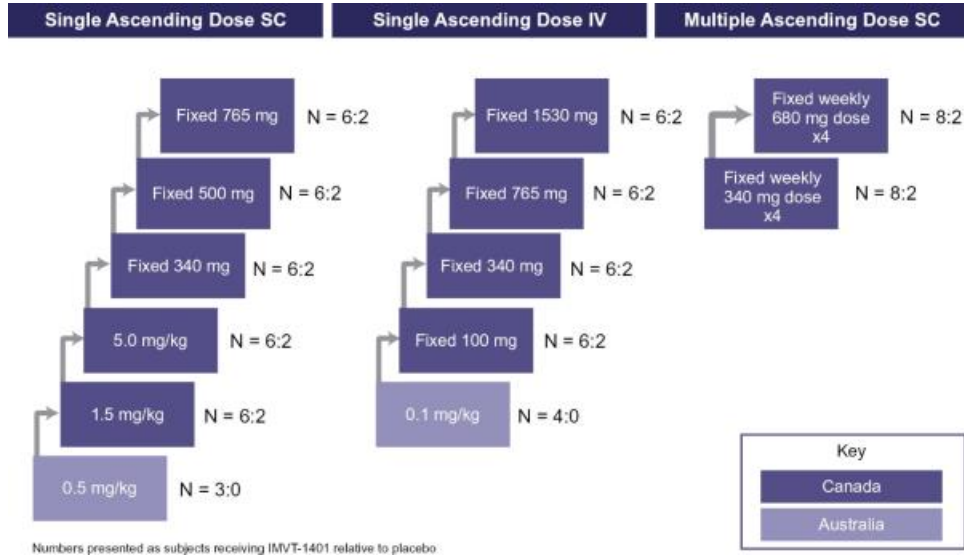 Single Ascending Dose SC
Single Ascending Dose IV
Multiple Ascending Dose SC
Fixed 765 mg
N = 6:2
Fixed 500 mg
N = 6:2
Fixed 340 mg
N = 6:2
5.0 mg/kg
N = 6:2
1.5 mg/kg
N = 6:2
0.5 mg/kg
N = 3:0
Fixed 1530 mg
N = 6:2
Fixed 765 mg
N = 6:2
Fixed 340 mg
N = 6:2
Fixed 100 mg
N = 6:2
0.1 mg/kg
N = 4:0
Fixed weekly
680 mg dose
x4
N = 8:2
Fixed weekly
340 mg dose
x4
N = 8:2
Key
Canada
Australia
Numbers presented as subjects receiving IMVT-1401 relative to placebo